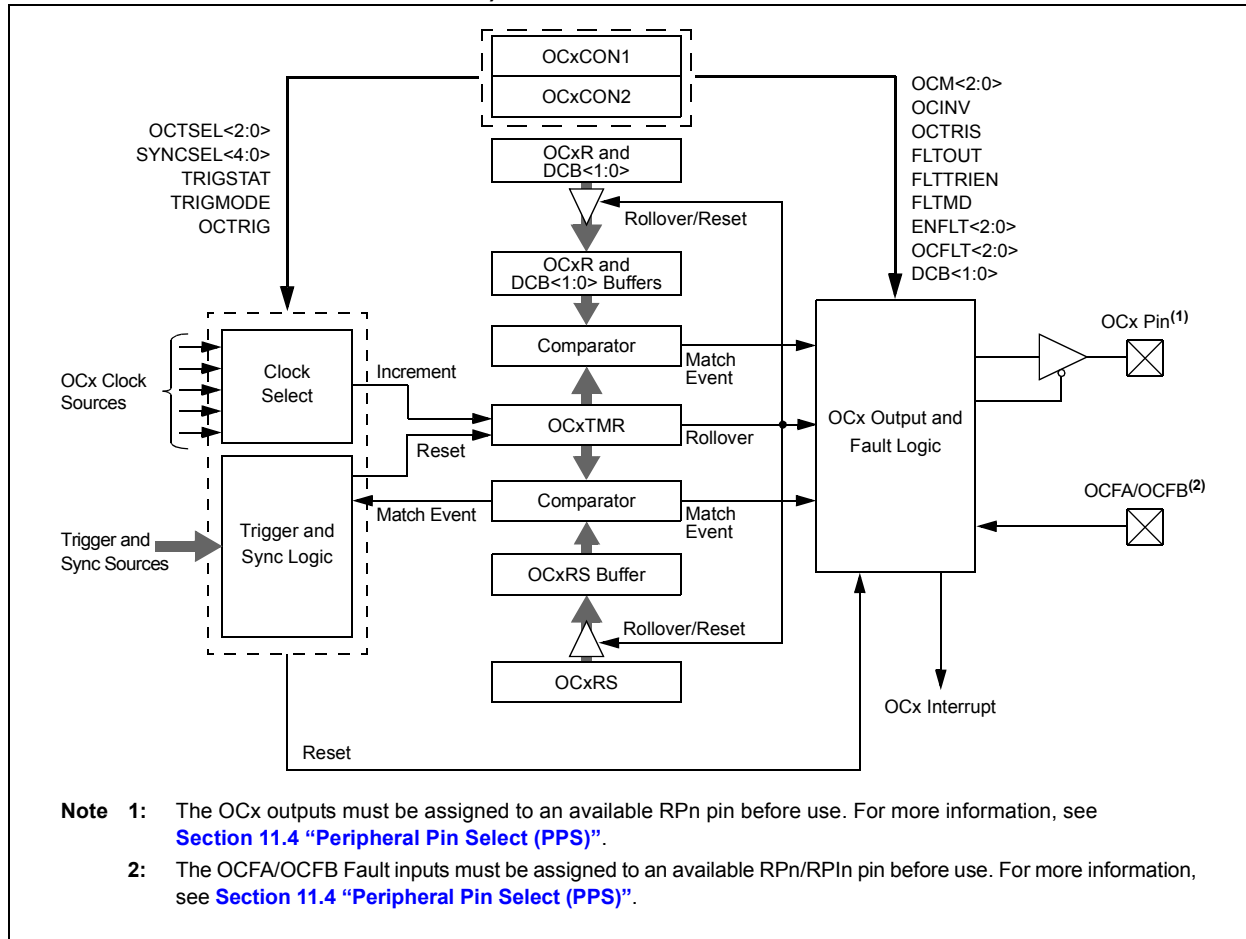 OCxCON1
OCxCON2
OCTSEL<2:0>
SYNCSEL<4:0>
TRIGSTAT
TRIGMODE
OCTRIG
OCM<2:0>
OCINV
OCTRIS
FLTOUT
FLTTRIEN
FLTMD
ENFLT<2:0>
OCFLT<2:0>
DCB<1:0>
OCxR and
DCB<1:0>
Rollover/Reset
OCxR and
DCB<1:0> Buffers
OCx Clock
Sources
Clock
Select
Increment
Comparator
Match
Event
OCxTMR
Rollover
Reset
OCx Output and
Fault Logic
OCx Pin(1)
Trigger and
Sync Sources
Trigger and
Sync Logic
Match Event
Comparator
Match
Event
OCFA/OCFB(2)
OCxRS Buffer
Rollover/Reset
OCxRS
OCx Interrupt
Reset
Note 1: The OCx outputs must be assigned to an available RPn pin before use. For more information, see
Section 11.4 “Peripheral Pin Select (PPS)”.
2: The OCFA/OCFB Fault inputs must be assigned to an available RPn/RPIn pin before use. For more information,
see Section 11.4 “Peripheral Pin Select (PPS)”.